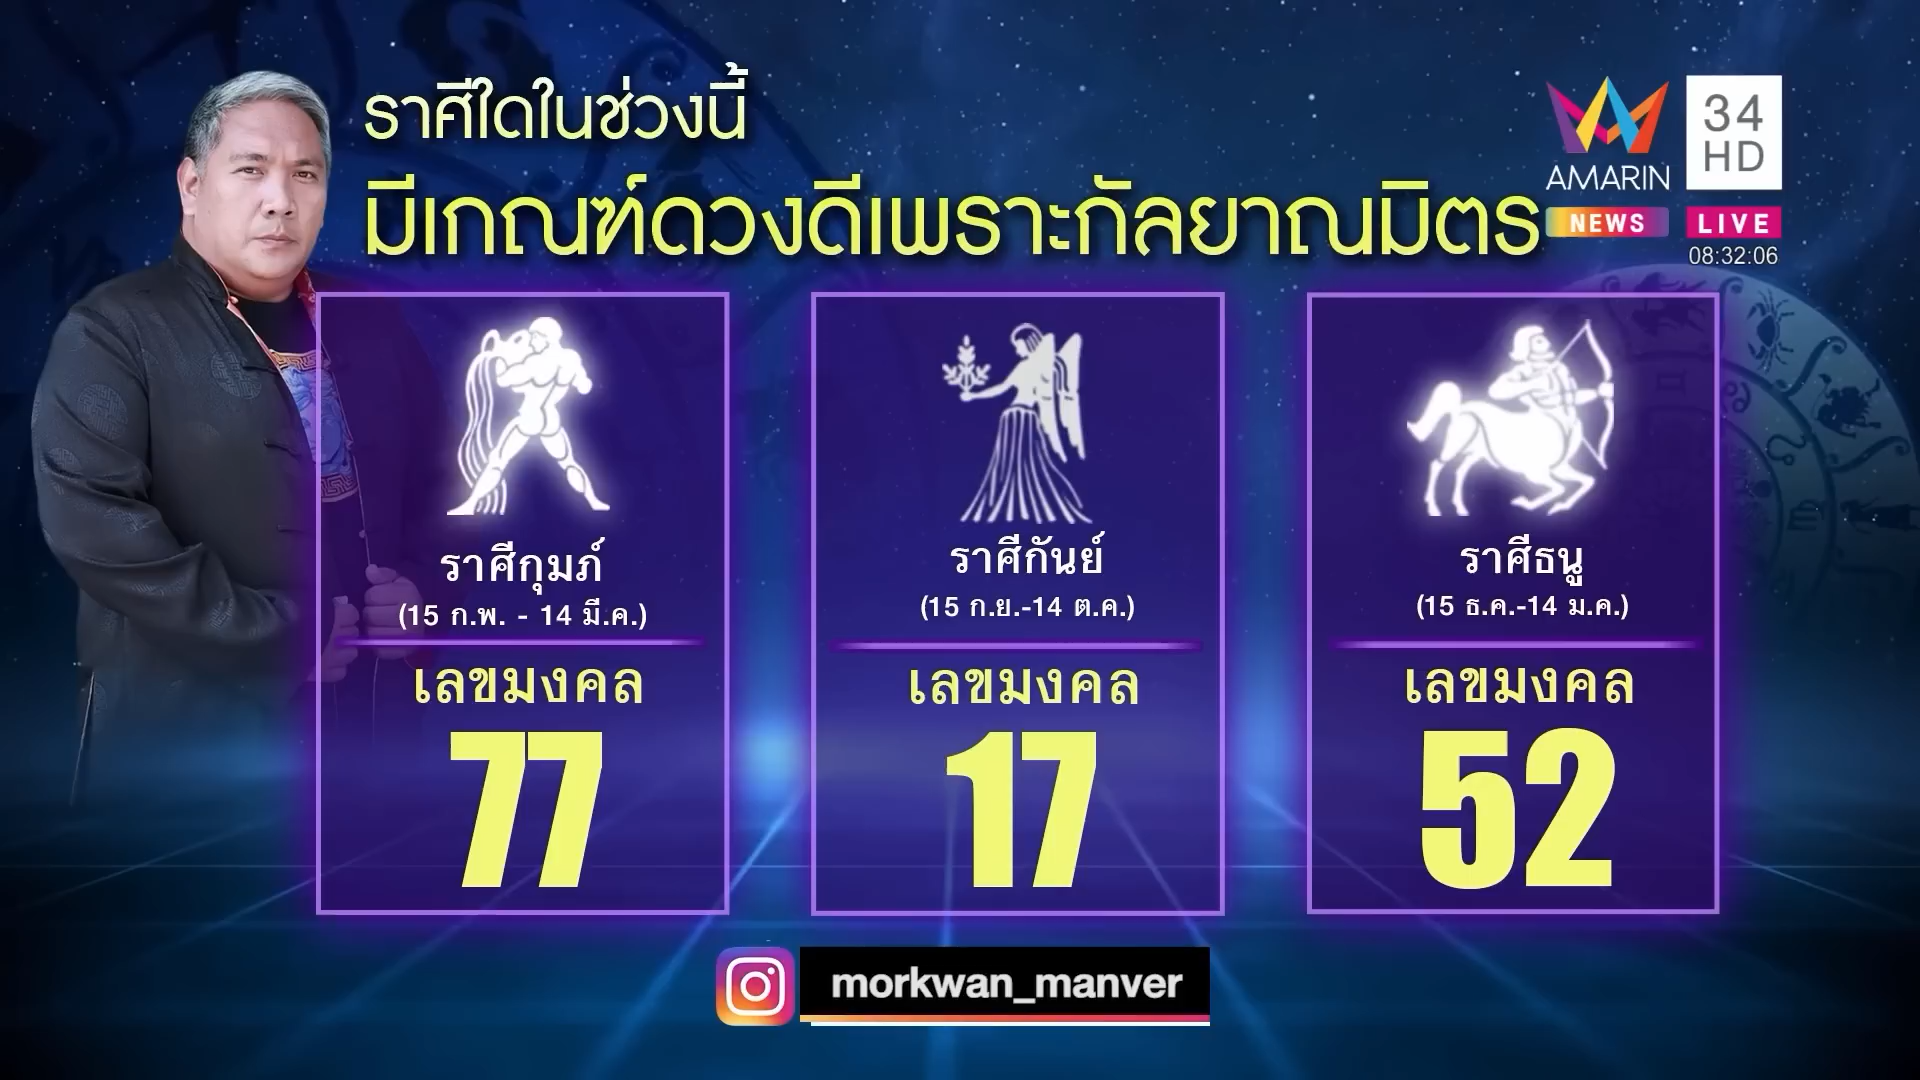 ราศีใดในช่วงนี้
มีเกณฑ์ดวงดีเพราะกัลยาณมิตร
AMARIN
NEWS
34
HD
LIVE
08:32:06
ราศีกุมภ์
(15 ก.พ. - 14 มี.ค.)
เลขมงคล
77
ราศีกันย์
(15 ก.ย.-14 ต.ค.)
เลขมงคล
17
ราศีธนู
(15 ธ.ค.-14 ม.ค.)
เลขมงคล
52
morkwan_manver